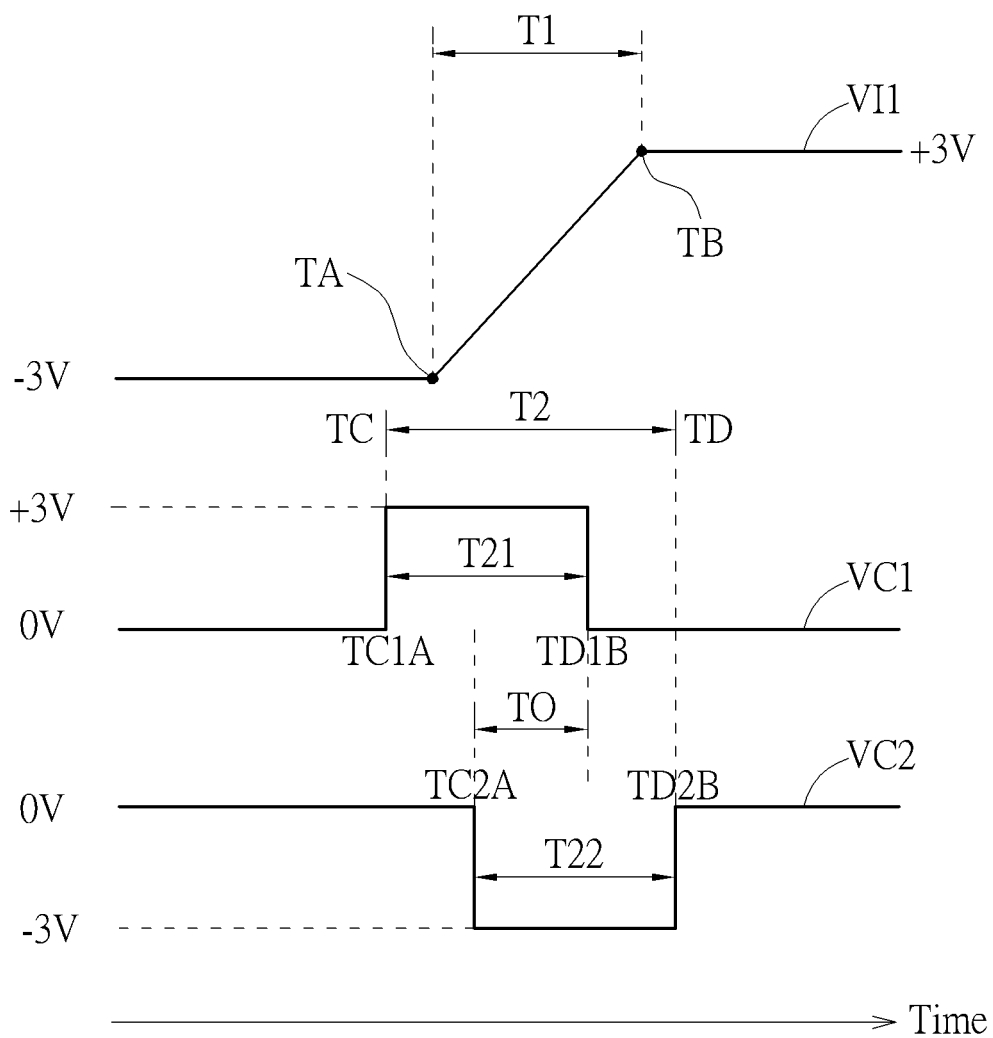 T1
VI1
+3V
TB
TA
-3V
TC
T2
TD
+3V
T21
VC1
0V
TC1A
TD1B
TO
VC2
TC2A
TD2B
0V
T22
-3V
Time